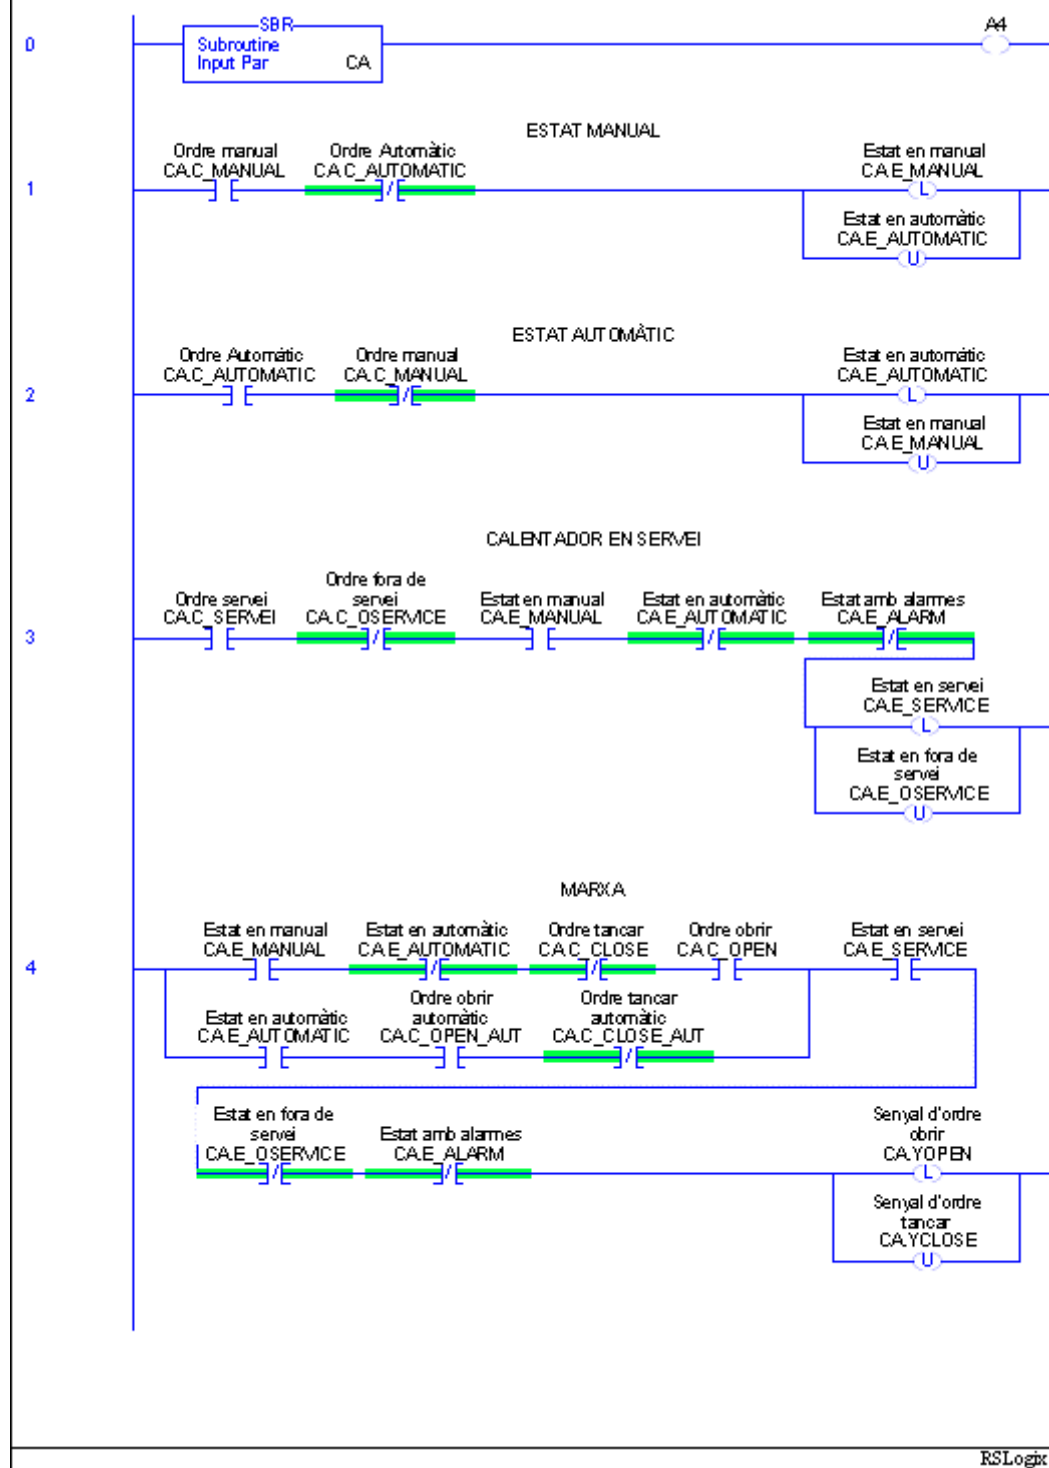 SBR
0
Subroutine
Input Par CA
A4
ESTAT MANUAL
Ordre manual
CA.C_MANUAL
Ordre Automàtic
CA.C_AUTOMATIC
Estat en manual
CA.E_MANUAL
1
L
Estat en automàtic
CA.E_AUTOMATIC
U
ESTAT AUTOMÀTIC
Ordre Automàtic
CA.C_AUTOMATIC
Ordre manual
CA.C_MANUAL
Estat en automàtic
CA.E_AUTOMATIC
2
L
Estat en manual
CA.E_MANUAL
U
CALENTADOR EN SERVEI
Ordre servei
CA.C_SERVEI
Ordre fora de
servei
CA.C_OSERVICE
Estat en manual
CA.E_MANUAL
Estat en automàtic
CA.E_AUTOMATIC
Estat amb alarmes
CA.E_ALARM
3
Estat en servei
CA.E_SERVICE
L
Estat en fora de
servei
CA.E_OSERVICE
U
MARXA
Estat en manual
CA.E_MANUAL
Estat en automàtic
CA.E_AUTOMATIC
Ordre tancar
CA.C_CLOSE
Ordre obrir
CA.C_OPEN
Estat en servei
CA.E_SERVICE
4
Estat en automàtic
CA.E_AUTOMATIC
Ordre obrir
automàtic
CA.C_OPEN_AUT
Ordre tancar
automàtic
CA.C_CLOSE_AUT
Estat en fora de
servei
CA.E_OSERVICE
Estat amb alarmes
CA.E_ALARM
Senyal d'ordre
obrir
CA.YOPEN
L
Senyal d'ordre
tancar
CA.YCLOSE
U
RSLogix